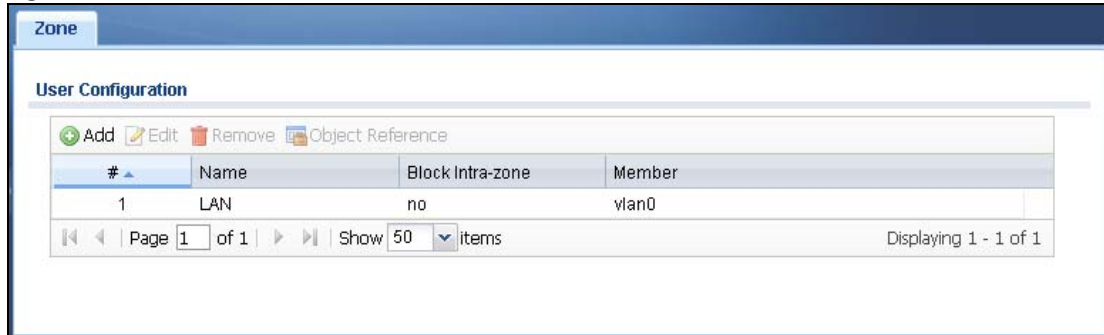 Zone
User Configuration
Add Edit Remove Object Reference
# Name Block Intra-zone Member
1 LAN no vlan0
Page 1 of 1 Show 50 items Displaying 1 - 1 of 1